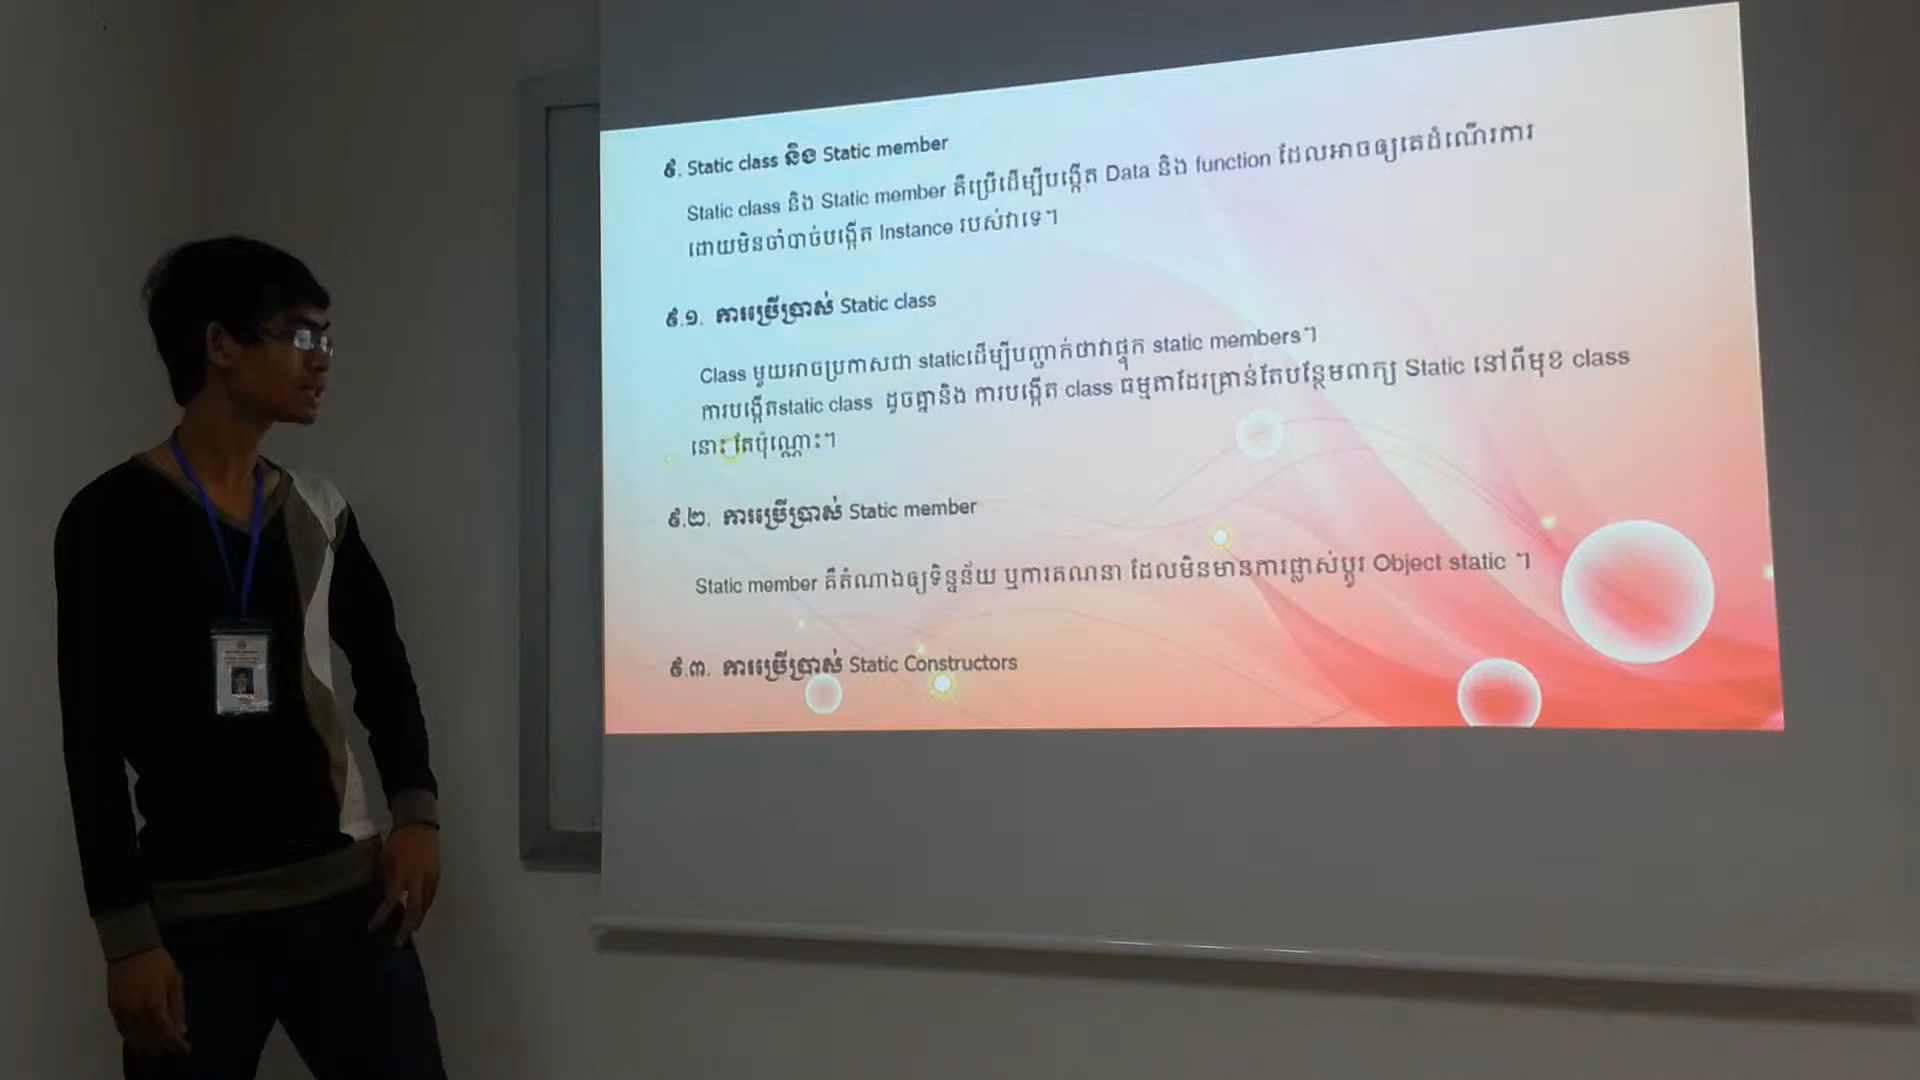 ៩. Static class និង Static member
Static class និង Static member គឺប្រើដើម្បីបង្កើត Data និង function ដែលអាចឲ្យគេដំណើរការ
ដោយមិនចាំបាច់បង្កើត Instance របស់វាទេ។
៩.១. ការប្រើប្រាស់ Static class
Class មួយអាចប្រកាសជា staticដើម្បីបញ្ជាក់ថាវាផ្ទុក static members។
ការបង្កើតstatic class ដូចគ្នានិង ការបង្កើត class ធម្មតាដែរគ្រាន់តែបន្ថែមពាក្យ Static នៅពីមុខ class
នោះ តែប៉ុណ្ណោះ។
៩.២. ការប្រើប្រាស់ Static member
Static member គឺតំណាងឲ្យទិន្នន័យ ឬការគណនា ដែលមិនមានការផ្លាស់ប្តូរ Object static ។
៩.៣. ការប្រើប្រាស់ Static Constructors